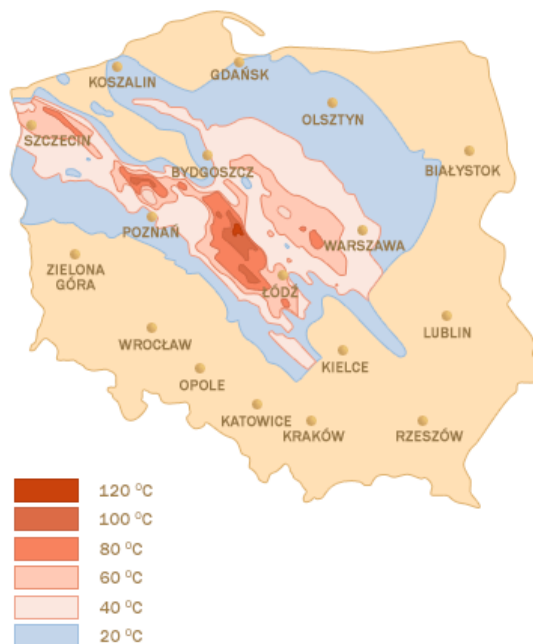 GDAŃSK
KOSZALIN
OLSZTYN
SZCZECIN
BYDGOSZCZ
BIAŁYSTOK
POZNAŃ
WARSZAWA
ZIELONA
GÓRA
ŁÓDŹ
LUBLIN
WROCŁAW
KIELCE
OPOLE
KATOWICE
KRAKÓW
RZESZÓW
120 °C
100 °C
80 °C
60 °C
40 °C
20 °C